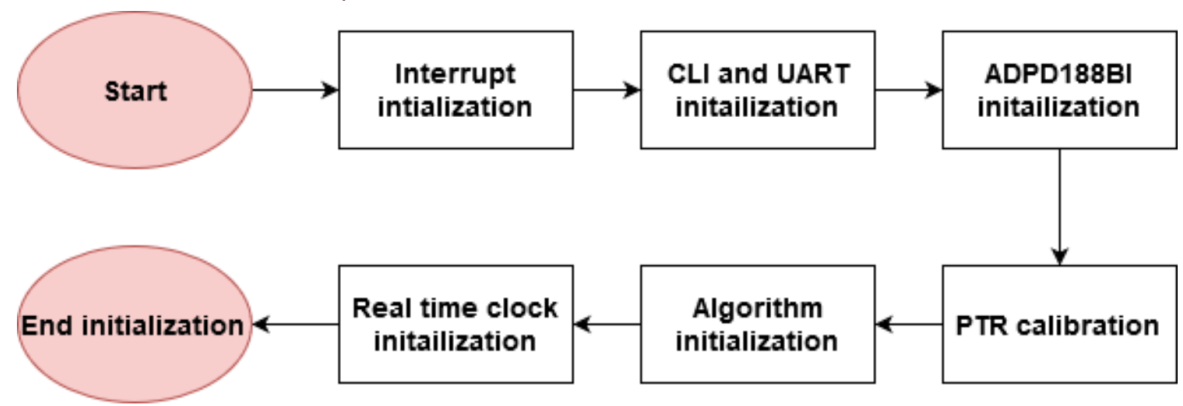 Start
Interrupt
intialization
CLI and UART
initailization
ADPD188BI
initailization
PTR calibration
Algorithm
initialization
Real time clock
initailization
End initialization